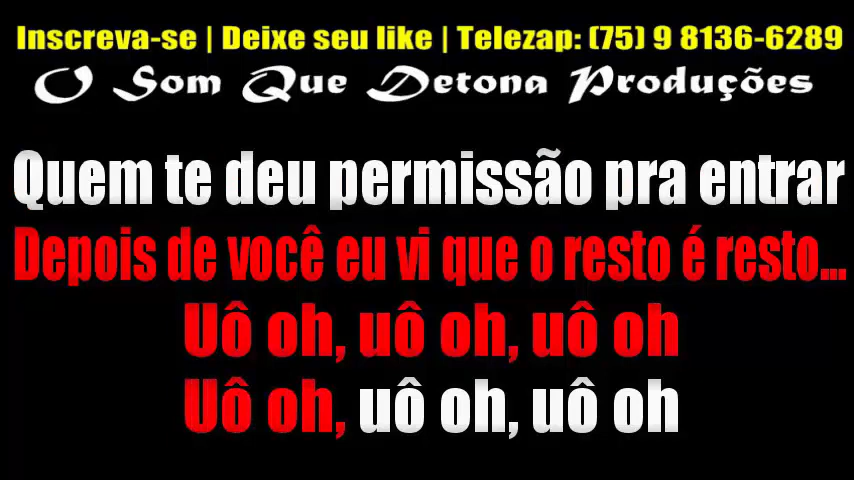 Inscreva-se | Deixe seu like | Telezap: (75) 9 8136-6289
O Som Que Detona Produções
Quem te deu permissão pra entrar
Depois de você eu vi que o resto é resto...
Uô oh, uô oh, uô oh
Uô oh, uô oh, uô oh